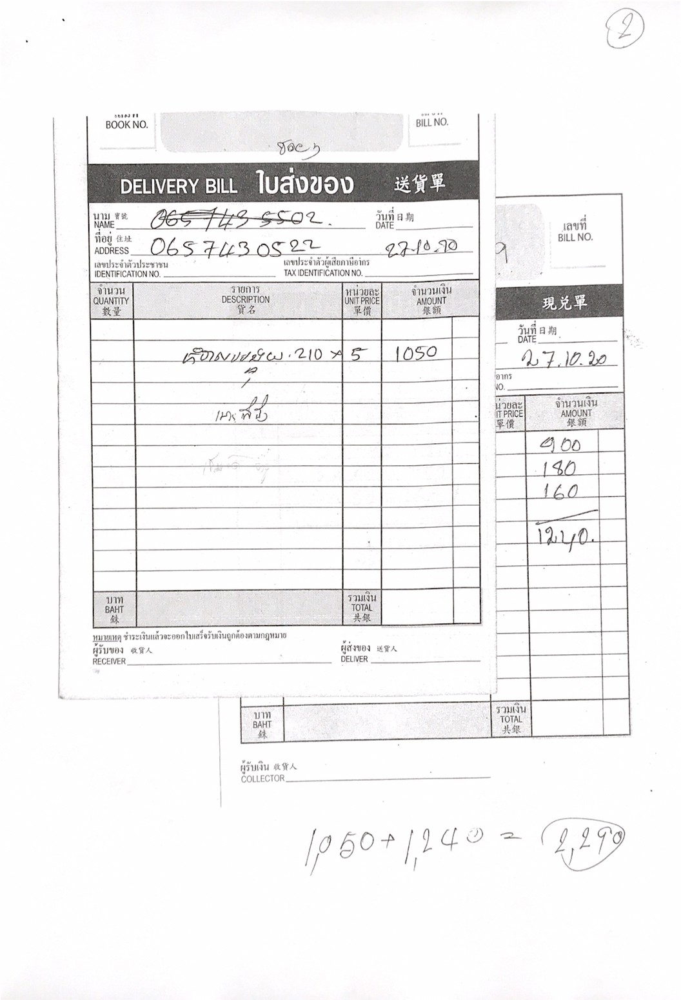 2
BOOK NO.
BILL NO.
DELIVERY BILL ใบส่งของ 送貨單
นาม 寶號
NAME
0657435502.
วันที่ 日期
DATE
ที่อยู่ 住址
ADDRESS 0657430522
27.10.20
เลขประจำตัวประชาชน
IDENTIFICATION NO.
เลขประจำตัวผู้เสียภาษีอากร
TAX IDENTIFICATION NO.
จำนวน
QUANTITY
數量
รายการ
DESCRIPTION
貨名
หน่วยละ
UNIT PRICE
單價
จำนวนเงิน
AMOUNT
銀額
210 x 5 1050
บาท
BAHT
銖
รวมเงิน
TOTAL
共銀
หมายเหตุ ชำระเงินแล้วจะออกใบเสร็จรับเงินถูกต้องตามกฎหมาย
ผู้รับของ 收貨人
RECEIVER
ผู้ส่งของ 送貨人
DELIVER
เลขที่
BILL NO.
9
現兑單
วันที่ 日期
DATE
27.10.20
อากร
NO.
น่วยละ
IT PRICE
單價
จำนวนเงิน
AMOUNT
銀額
900
180
160
1240.
บาท
BAHT
銖
รวมเงิน
TOTAL
共銀
ผู้รับเงิน 收貨人
COLLECTOR
1,050 + 1,240 = 2,290